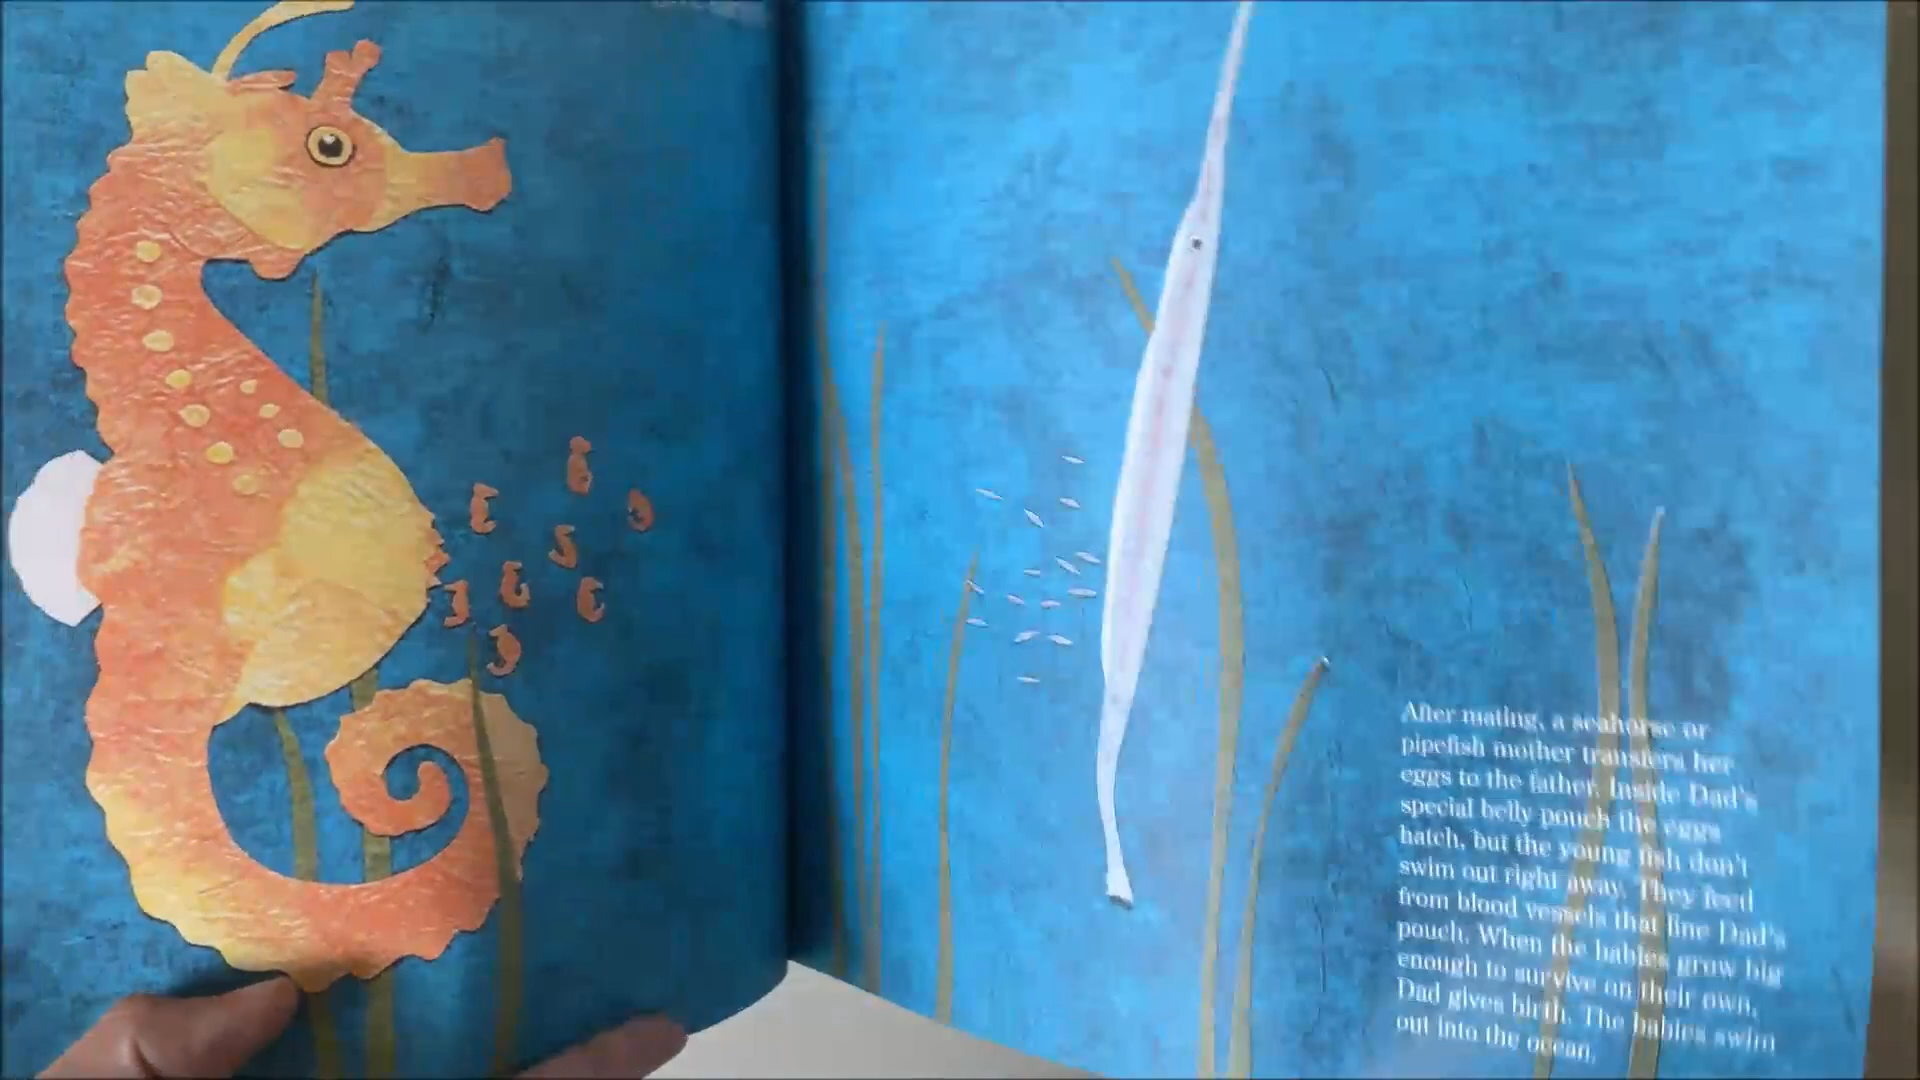 After mating, a seahorse or
pipefish mother transfers her
eggs to the father. Inside Dad's
special belly pouch the eggs
hatch, but the young fish don't
swim out right away. They feed
from blood vessels that line Dad's
pouch. When the babies grow big
enough to survive on their own,
Dad gives birth. The babies swim
out into the ocean.